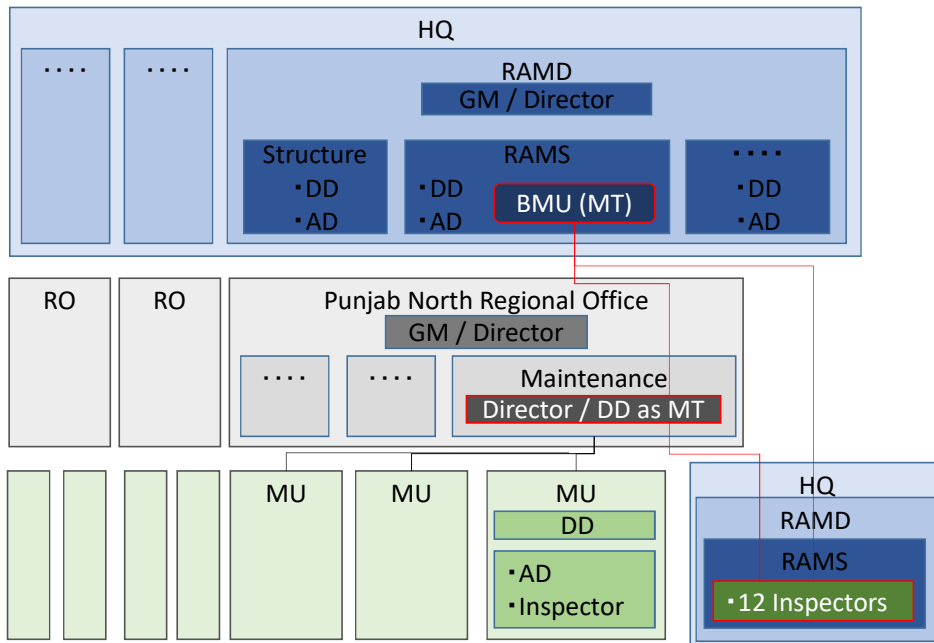 HQ
････
････
RAMD
GM / Director
Structure
･DD
･AD
RAMS
･DD
･AD
BMU (MT)
････
･DD
･AD
RO
RO
Punjab North Regional Office
GM / Director
････
････
Maintenance
Director / DD as MT
MU
MU
MU
DD
･AD
･Inspector
HQ
RAMD
RAMS
･12 Inspectors